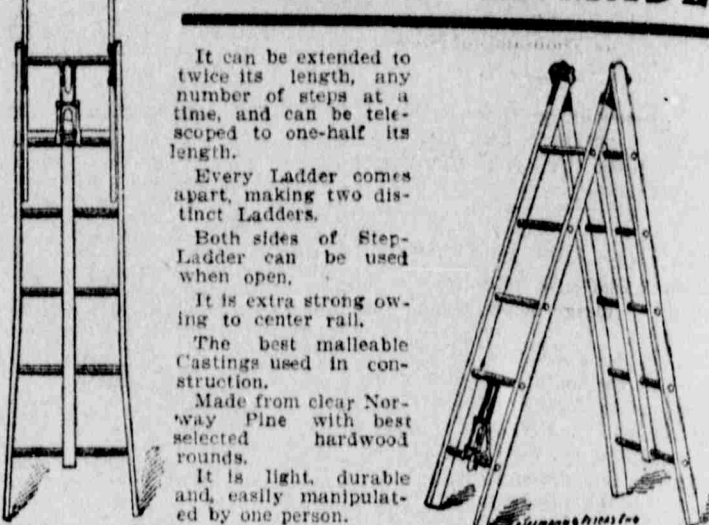 It can be extended to
twice its length, any
number of steps at a
time, and can be tele-
scoped to one-half its
length.
Every Ladder comes
apart, making two dis-
tinct Ladders.
Both sides of Step-
Ladder can be used
when open.
It is extra strong ow-
ing to center rail.
The best malleable
Castings used in con-
struction.
Made from clear Nor-
way Pine with best
selected hardwood
rounds.
It is light, durable
and, easily manipulat-
ed by one person.